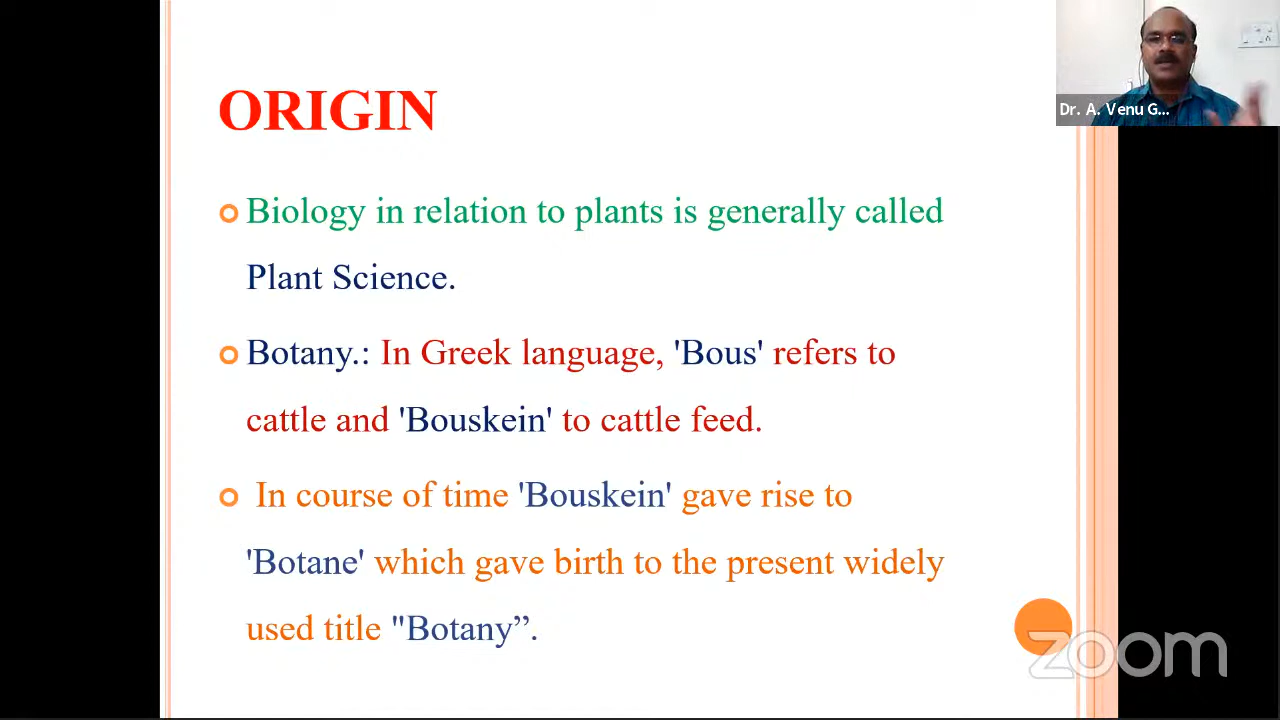 ORIGIN
Dr. A. Venu G...
Biology in relation to plants is generally called
Plant Science.
Botany.: In Greek language, 'Bous' refers to
cattle and 'Bouskein' to cattle feed.
In course of time 'Bouskein' gave rise to
'Botane' which gave birth to the present widely
used title "Botany”.
zoom